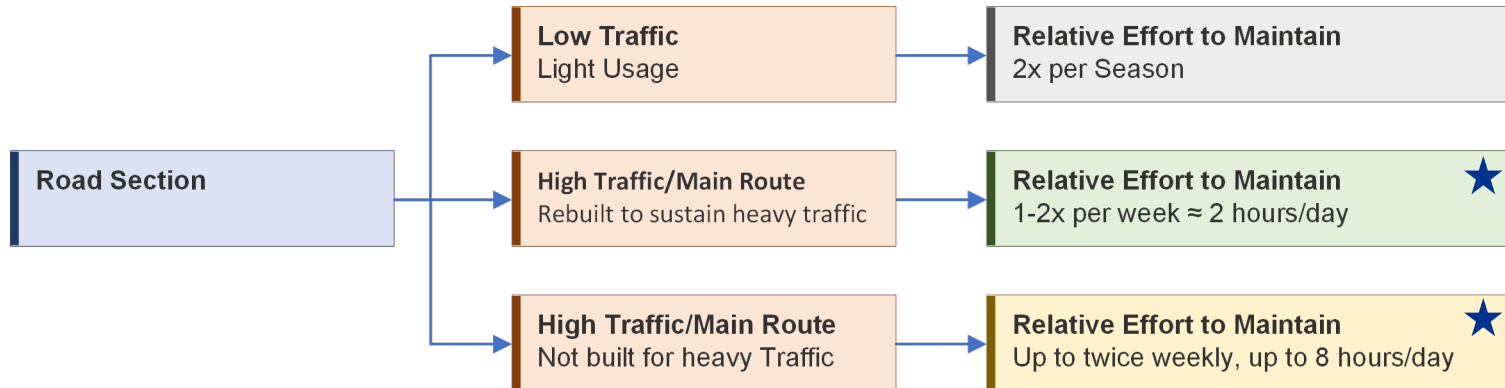 Low Traffic
Light Usage
Relative Effort to Maintain
2x per Season
Road Section
High Traffic/Main Route
Rebuilt to sustain heavy traffic
Relative Effort to Maintain
1-2x per week ≈ 2 hours/day
High Traffic/Main Route
Not built for heavy Traffic
Relative Effort to Maintain
Up to twice weekly, up to 8 hours/day